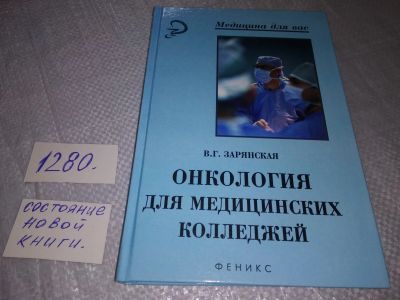 Медицина для вас
В.Г. ЗАРЯНСКАЯ
ОНКОЛОГИЯ
ДЛЯ МЕДИЦИНСКИХ
КОЛЛЕДЖЕЙ
ФЕНИКС
1280.
состояние
новой
книги.